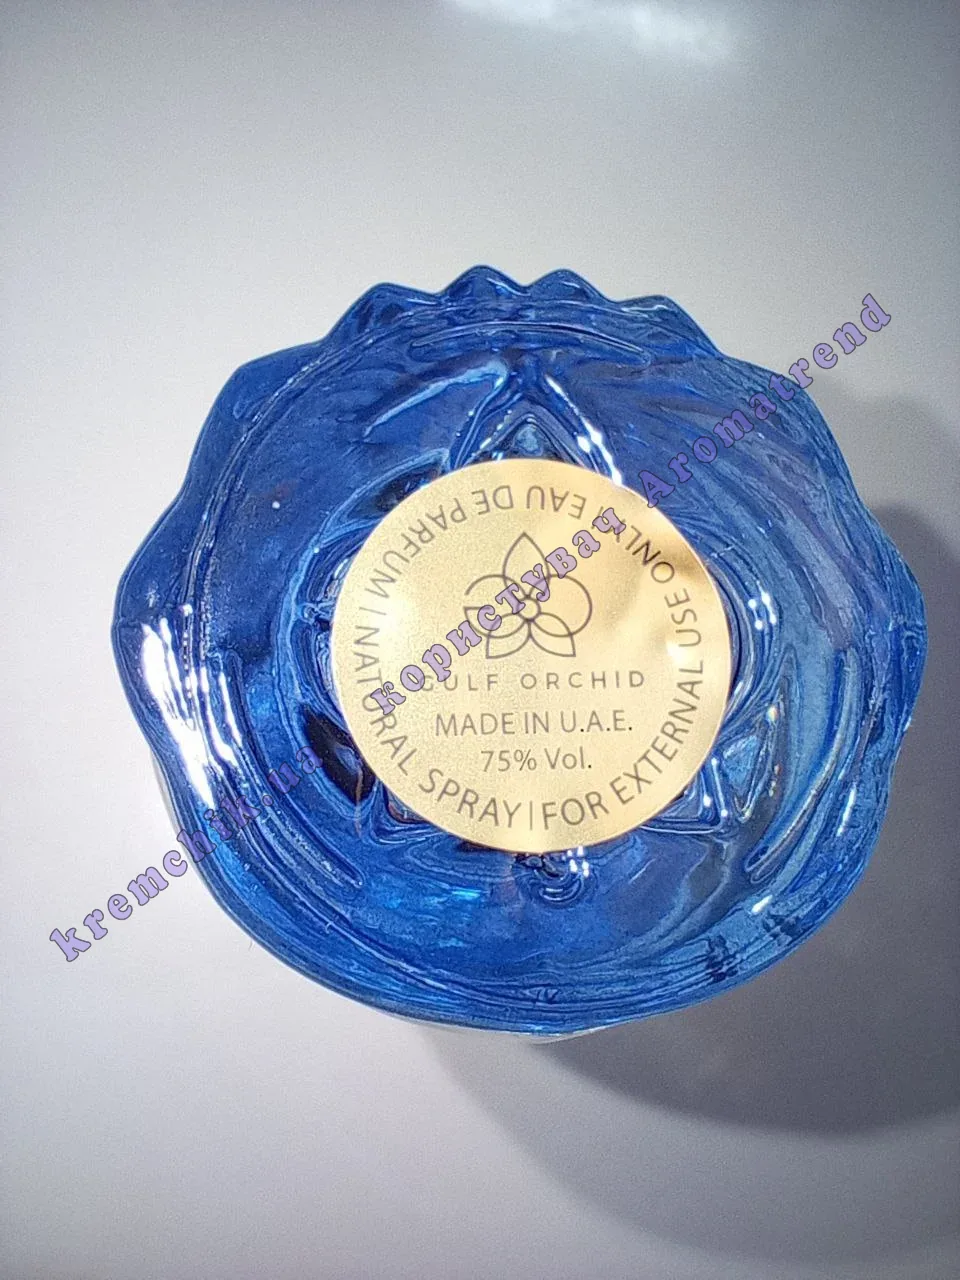 EAU DE PARFUM | NATURAL SPRAY | FOR EXTERNAL USE ONLY |
GULF ORCHID
MADE IN U.A.E.
75% Vol.
kremchik.ua користувач Aromatrend